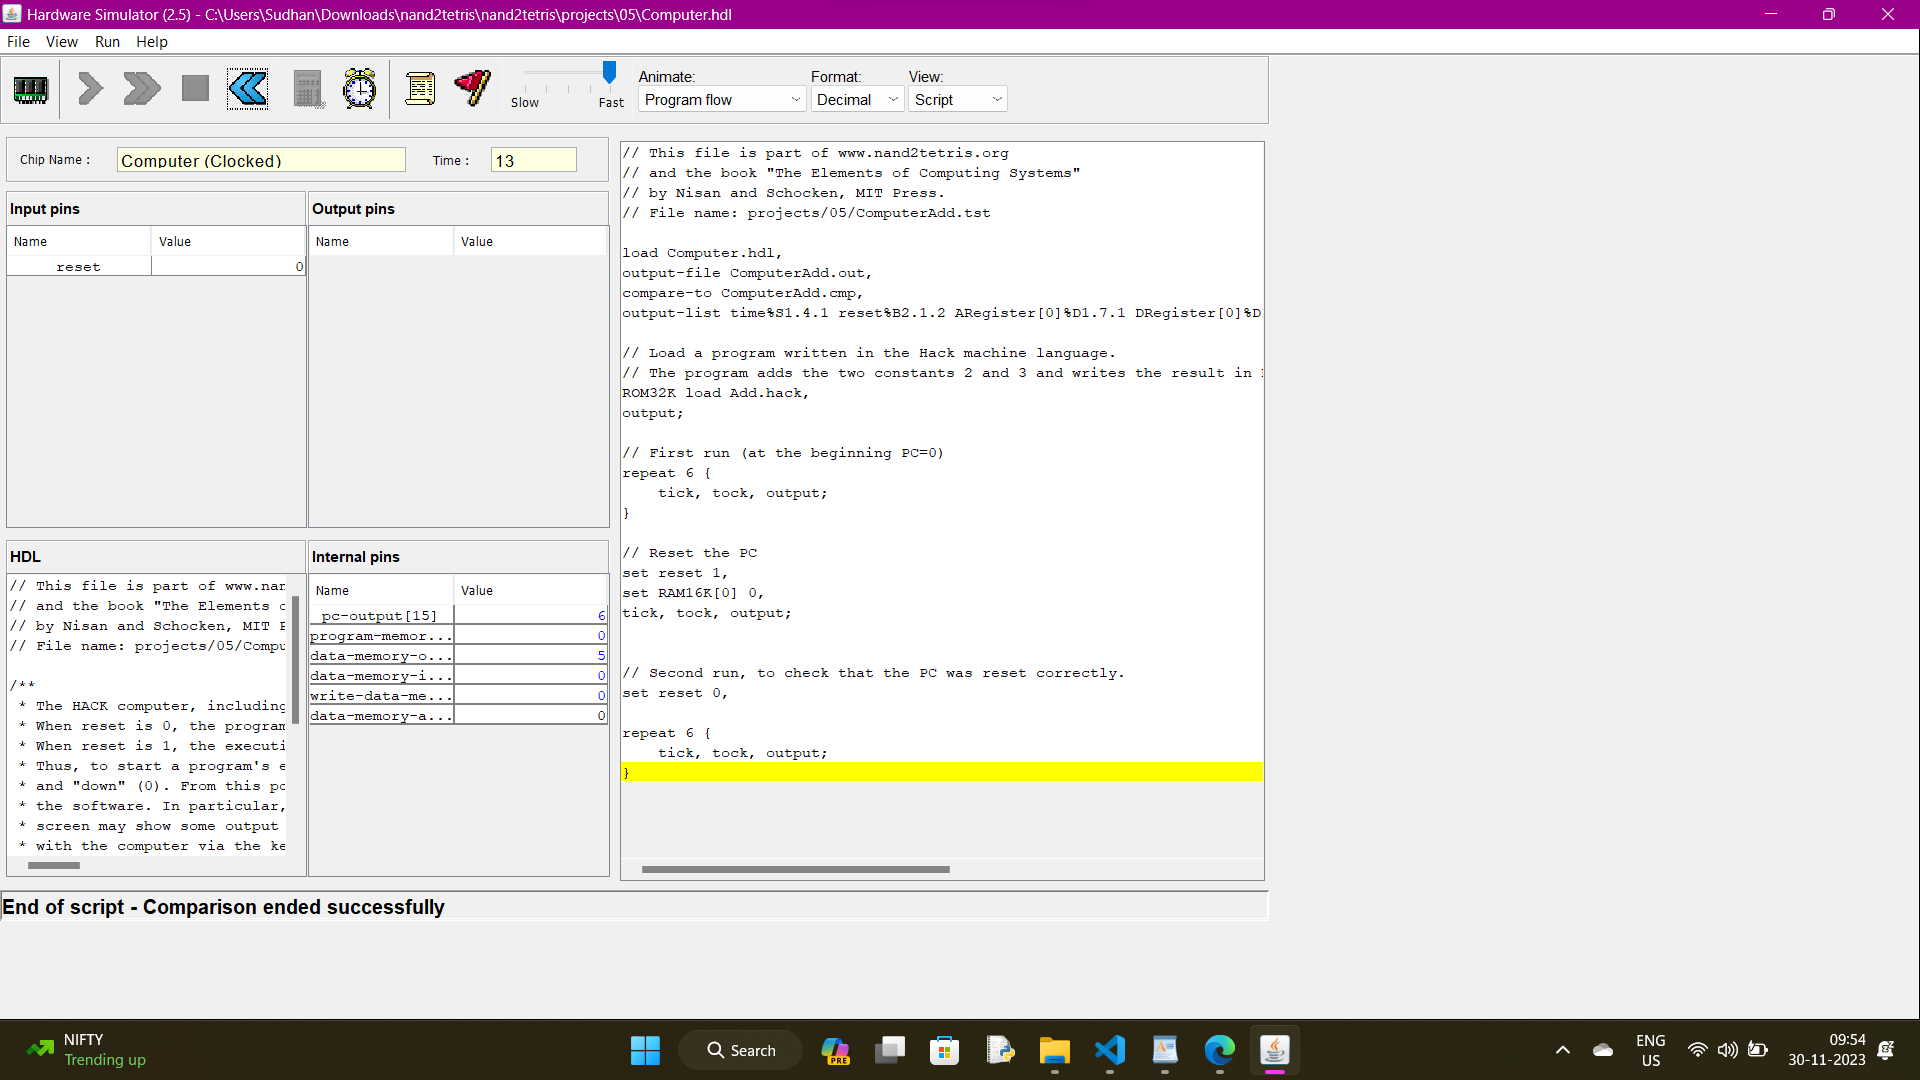 Hardware Simulator (2.5) - C:\Users\Sudhan\Downloads\nand2tetris\nand2tetris\projects\05\Computer.hdl
File View Run Help
Slow Fast
Animate: Format: View:
Program flow Decimal Script
Chip Name : Computer (Clocked) Time : 13
Input pins
Name Value
reset 0
Output pins
Name Value
HDL
// This file is part of www.nan
// and the book "The Elements o
// by Nisan and Schocken, MIT P
// File name: projects/05/Compu
/**
* The HACK computer, including
* When reset is 0, the program
* When reset is 1, the executi
* Thus, to start a program's e
* and "down" (0). From this po
* the software. In particular,
* screen may show some output
* with the computer via the ke
Internal pins
Name Value
pc-output[15] 6
program-memor... 0
data-memory-o... 5
data-memory-i... 0
write-data-me... 0
data-memory-a... 0
// This file is part of www.nand2tetris.org
// and the book "The Elements of Computing Systems"
// by Nisan and Schocken, MIT Press.
// File name: projects/05/ComputerAdd.tst
load Computer.hdl,
output-file ComputerAdd.out,
compare-to ComputerAdd.cmp,
output-list time%S1.4.1 reset%B2.1.2 ARegister[0]%D1.7.1 DRegister[0]%D
// Load a program written in the Hack machine language.
// The program adds the two constants 2 and 3 and writes the result in
ROM32K load Add.hack,
output;
// First run (at the beginning PC=0)
repeat 6 {
tick, tock, output;
}
// Reset the PC
set reset 1,
set RAM16K[0] 0,
tick, tock, output;
// Second run, to check that the PC was reset correctly.
set reset 0,
repeat 6 {
tick, tock, output;
}
End of script - Comparison ended successfully
NIFTY
Trending up
Search
PRE
ENG
US
09:54
30-11-2023